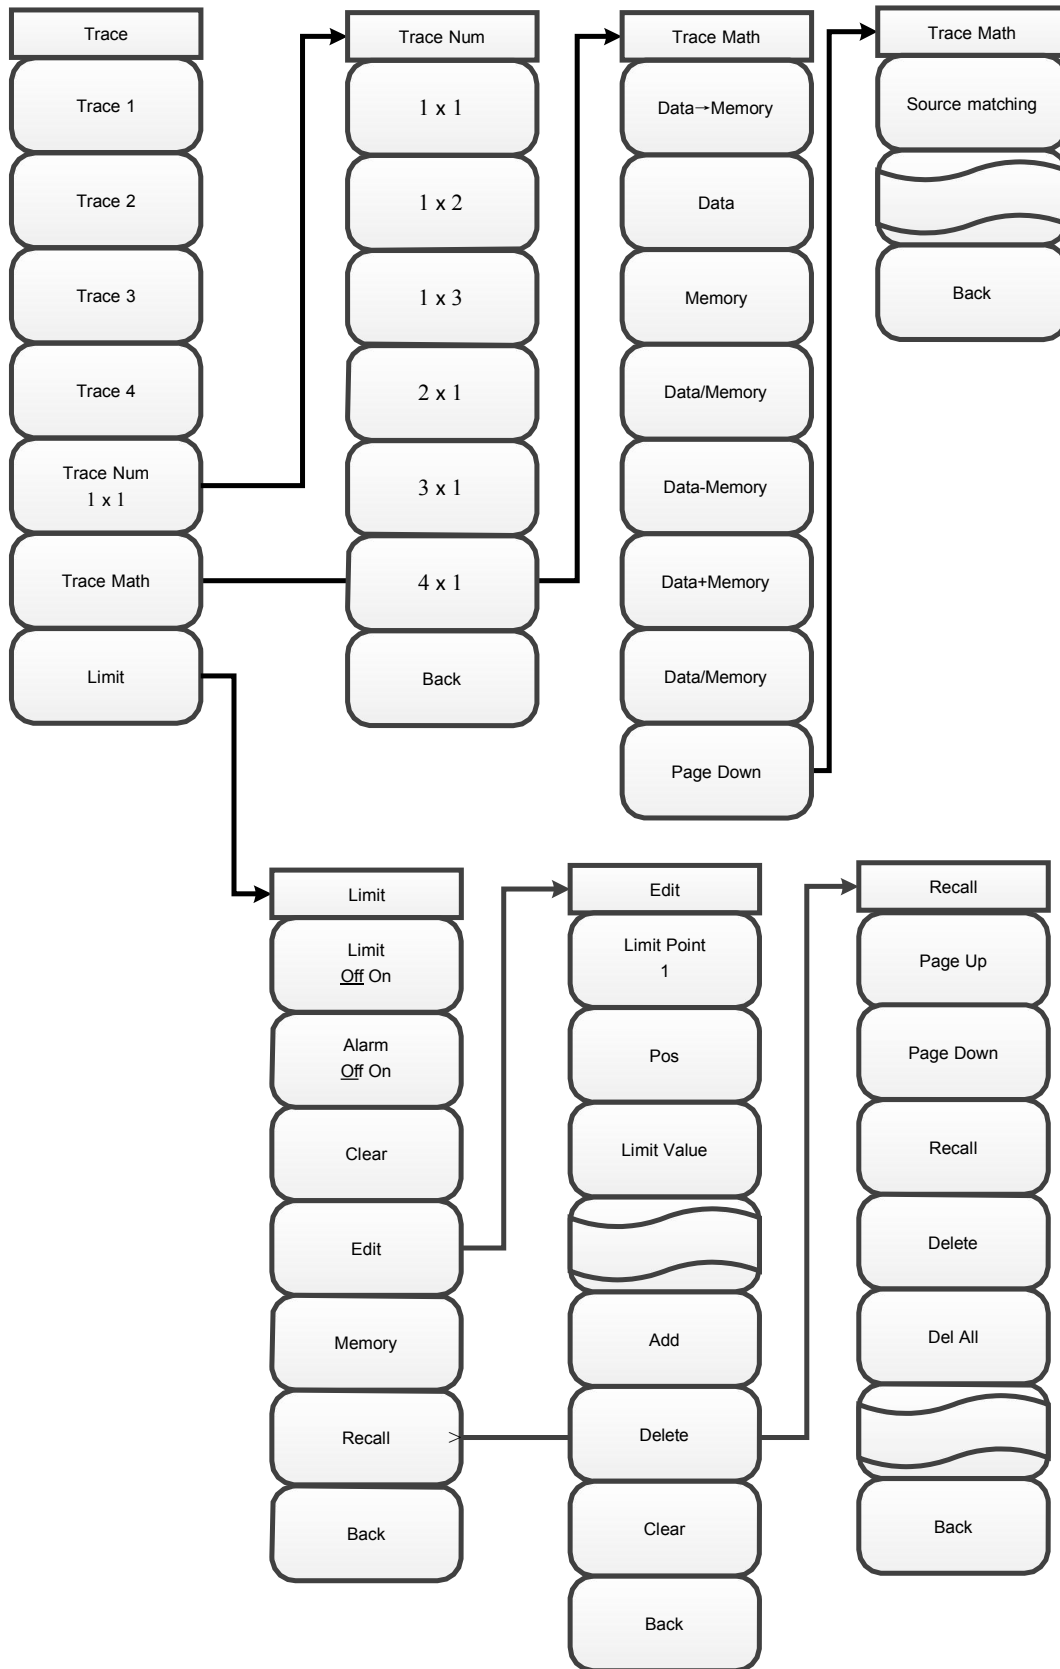 Trace
Trace 1
Trace 2
Trace 3
Trace 4
Trace Num
1 x 1
Trace Math
Limit
Trace Num
1 x 1
1 x 2
1 x 3
2 x 1
3 x 1
4 x 1
Back
Trace Math
Data→Memory
Data
Memory
Data/Memory
Data-Memory
Data+Memory
Data/Memory
Page Down
Trace Math
Source matching
Back
Limit
Limit
Off On
Alarm
Off On
Clear
Edit
Memory
Recall >
Back
Edit
Limit Point
1
Pos
Limit Value
Add
Delete
Clear
Back
Recall
Page Up
Page Down
Recall
Delete
Del All
Back